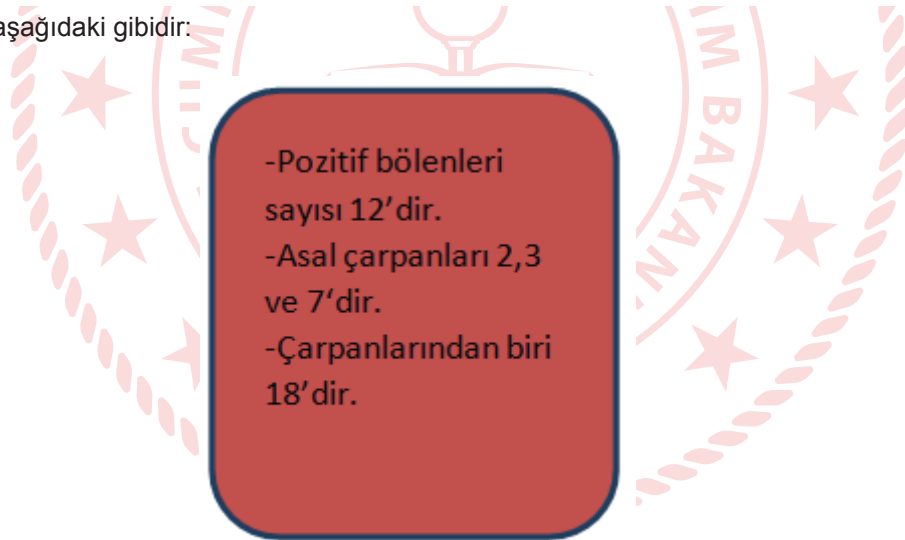 aşağıdaki gibidir:
-Pozitif bölenleri
sayısı 12'dir.
-Asal çarpanları 2,3
ve 7'dir.
-Çarpanlarından biri
18'dir.